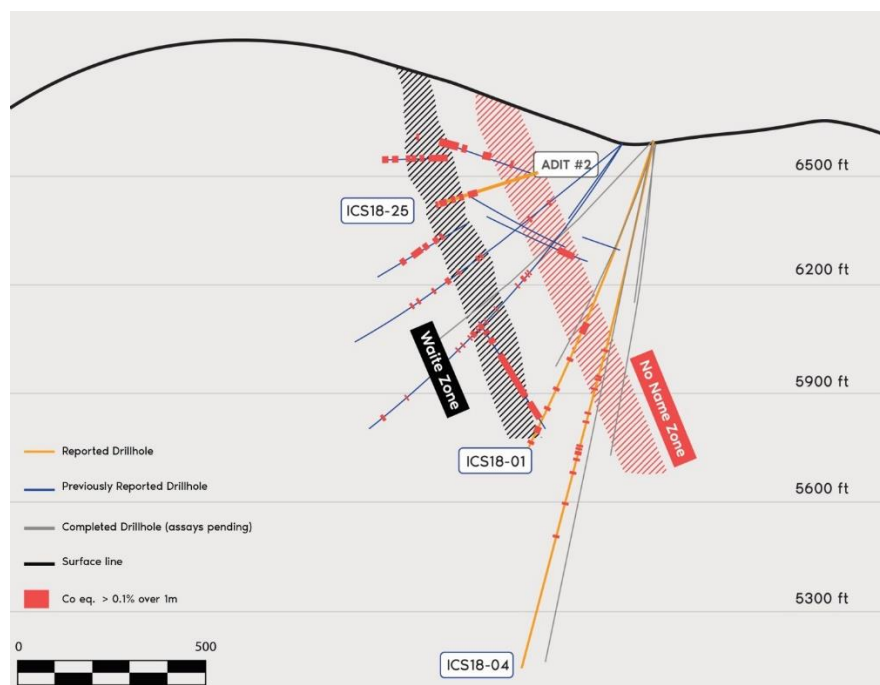 ADIT #2
6500 ft
ICS18-25
6200 ft
Waite Zone
No Name Zone
5900 ft
ICS18-01
Reported Drillhole
Previously Reported Drillhole
5600 ft
Completed Drillhole (assays pending)
Surface line
Co eq. > 0.1% over 1m
5300 ft
0
500
ICS18-04